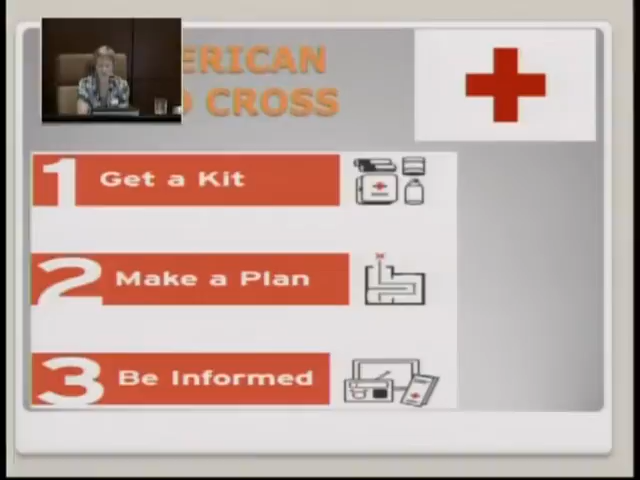 ERICAN
CROSS
1 Get a Kit
2 Make a Plan
3 Be Informed